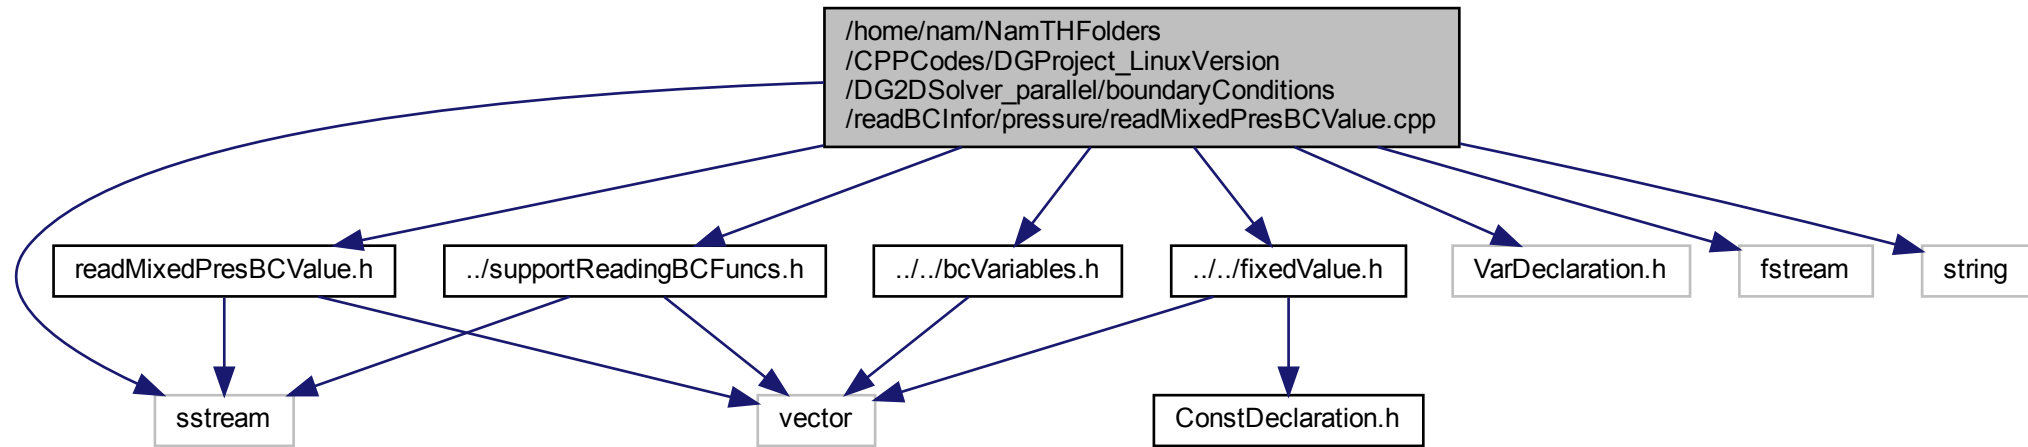 /home/nam/NamTHFolders
/CPPCodes/DGProject_LinuxVersion
/DG2DSolver_parallel/boundaryConditions
/readBCInfor/pressure/readMixedPresBCValue.cpp
readMixedPresBCValue.h
../supportReadingBCFuncs.h
../../bcVariables.h
../../fixedValue.h
VarDeclaration.h
fstream
string
sstream
vector
ConstDeclaration.h